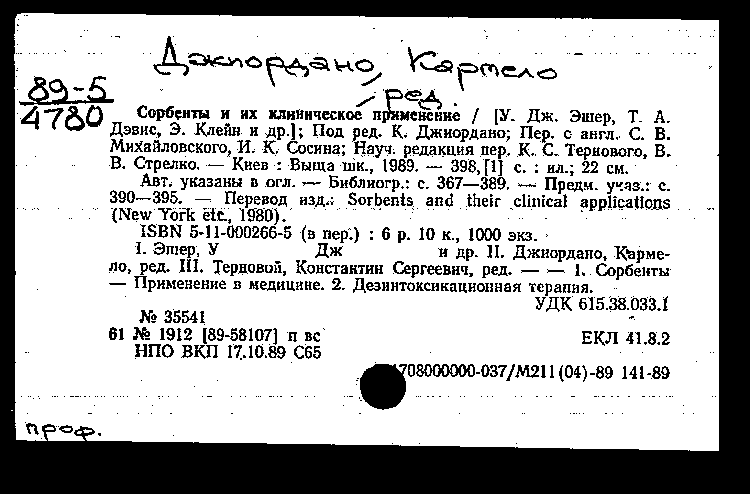 Джиордано, Кармело
ред.
89-5
4780
Сорбенты и их клиническое применение / [У. Дж. Эшер, Т. А.
Дэвис, Э. Клейн и др.]; Под ред. К. Джиордано; Пер. с англ. С. В.
Михайловского, И. К. Сосина; Науч. редакция пер. К. С. Тернового, В.
В. Стрелко. — Киев : Выща шк., 1989. — 398,[1] с. : ил.; 22 см.
Авт. указаны в огл. — Библиогр.: с. 367—389. — Предм. указ.: с.
390—395. — Перевод изд.: Sorbents and their clinical applications
(New York etc., 1980).
ISBN 5-11-000266-5 (в пер.) : 6 р. 10 к., 1000 экз.
I. Эшер, У Дж и др. II. Джиордано, Карме-
ло, ред. III. Терновой, Константин Сергеевич, ред. — — 1. Сорбенты
— Применение в медицине. 2. Дезинтоксикационная терапия.
УДК 615.38.033.1
№ 35541
61 № 1912 [89-58107] п вс
ЕКЛ 41.8.2
НПО ВКП 17.10.89 С65
708000000-037/М211(04)-89 141-89
проф.